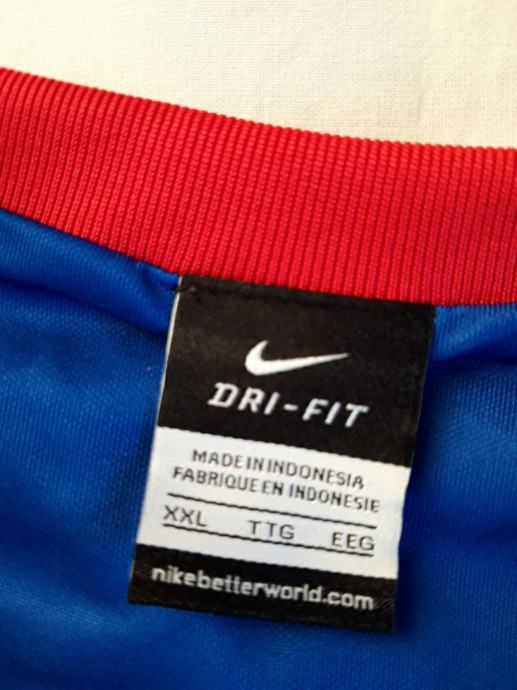 DRI-FIT
MADE IN INDONESIA
FABRIQUE EN INDONESIE
XXL TTG EEG
nikebetterworld.com